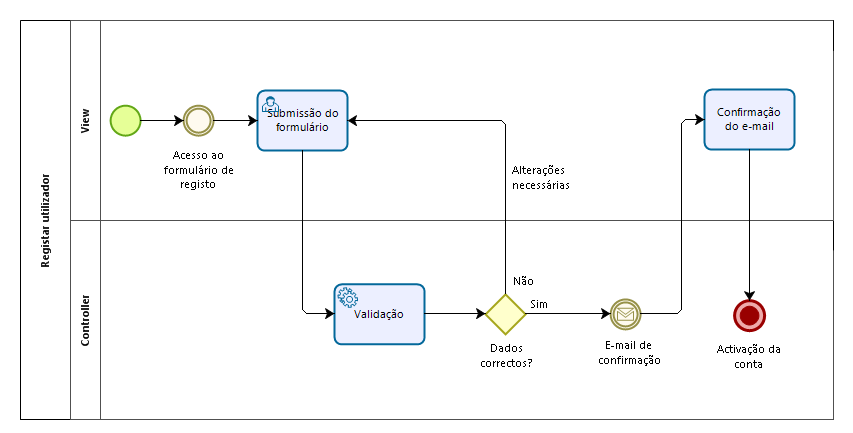 Registar utilizador
View
Controller
Acesso ao
formulário de
registo
Submissão do
formulário
Alterações
necessárias
Confirmação
do e-mail
Validação
Não
Sim
Dados
correctos?
E-mail de
confirmação
Activação da
conta